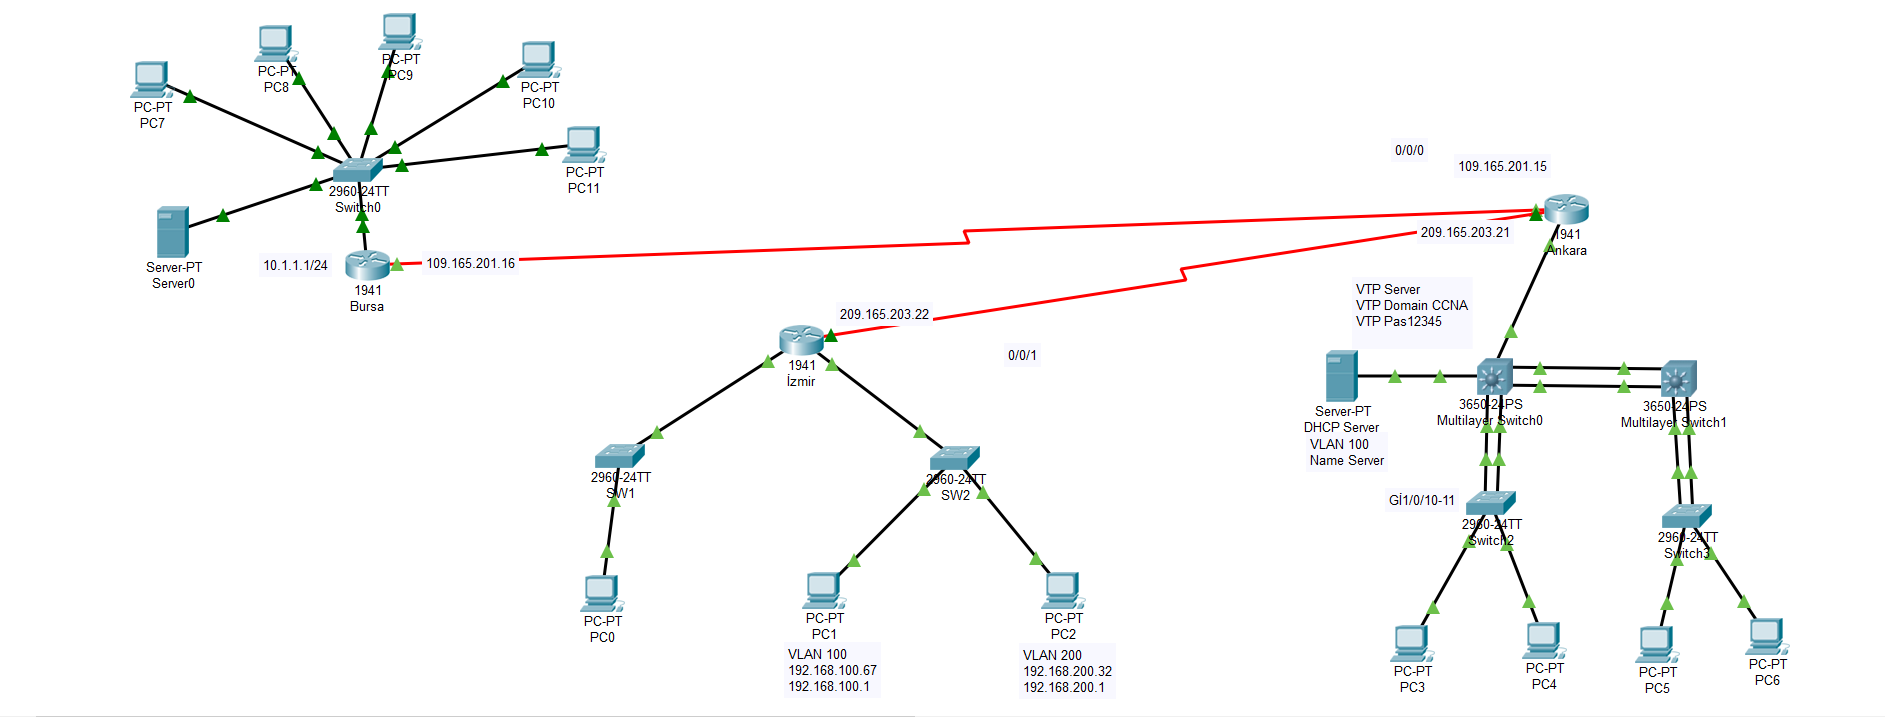 PC-PT
PC7
PC-PT
PC8
PC-PT
PC9
PC-PT
PC10
PC-PT
PC11
2960-24TT
Switch0
Server-PT
Server0
10.1.1.1/24
1941
Bursa
109.165.201.16
0/0/0
109.165.201.15
209.165.203.21
1941
Ankara
209.165.203.22
1941
İzmir
0/0/1
VTP Server
VTP Domain CCNA
VTP Pas12345
Server-PT
DHCP Server
VLAN 100
Name Server
3650-24PS
Multilayer Switch0
3650-24PS
Multilayer Switch1
2960-24TT
SW1
2960-24TT
SW2
Gİ1/0/10-11
2960-24TT
Switch2
2960-24TT
Switch3
PC-PT
PC0
PC-PT
PC1
VLAN 100
192.168.100.67
192.168.100.1
PC-PT
PC2
VLAN 200
192.168.200.32
192.168.200.1
PC-PT
PC3
PC-PT
PC4
PC-PT
PC5
PC-PT
PC6